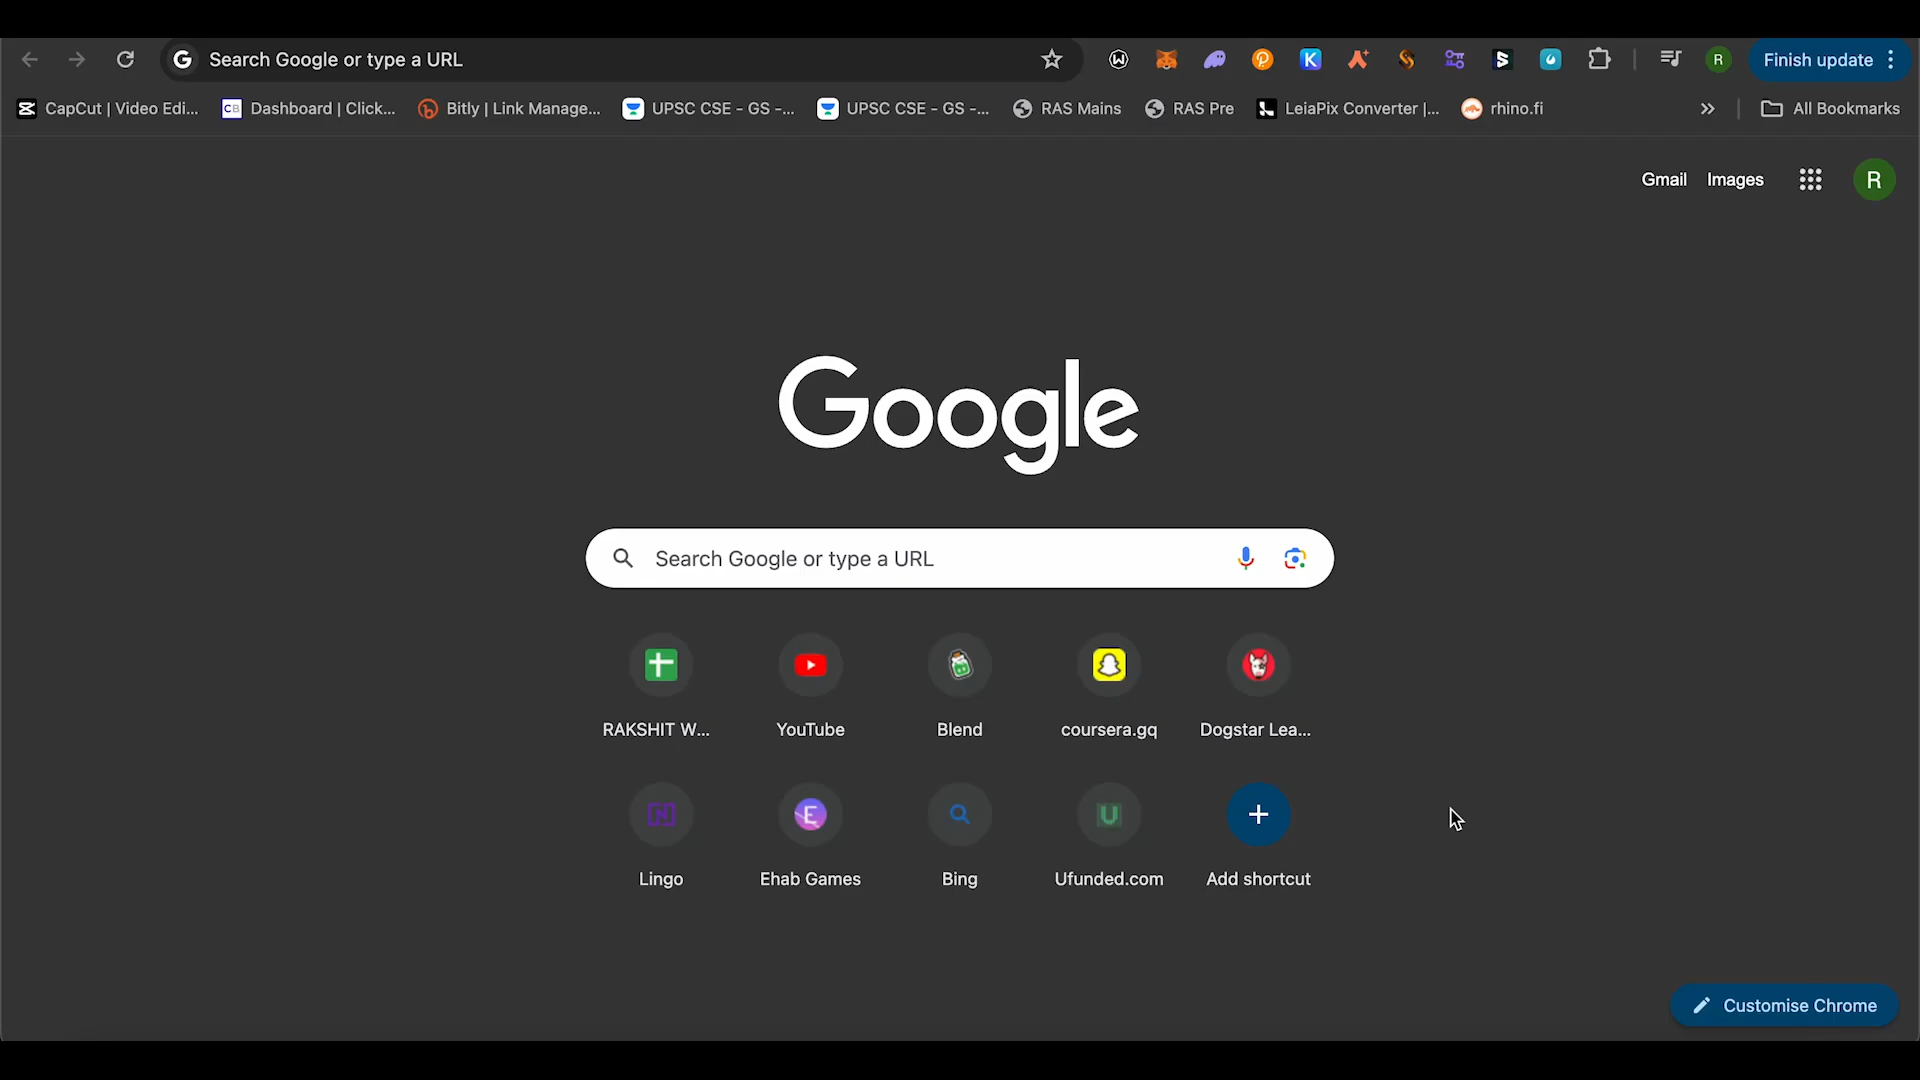 Search Google or type a URL
Finish update
CapCut | Video Edi...
CB Dashboard | Click...
Bitly | Link Manage...
UPSC CSE - GS -...
UPSC CSE - GS -...
RAS Mains
RAS Pre
LeiaPix Converter |...
rhino.fi
All Bookmarks
Gmail
Images
R
Google
Search Google or type a URL
RAKSHIT W...
YouTube
Blend
coursera.gq
Dogstar Lea...
Lingo
Ehab Games
Bing
Ufunded.com
Add shortcut
Customise Chrome